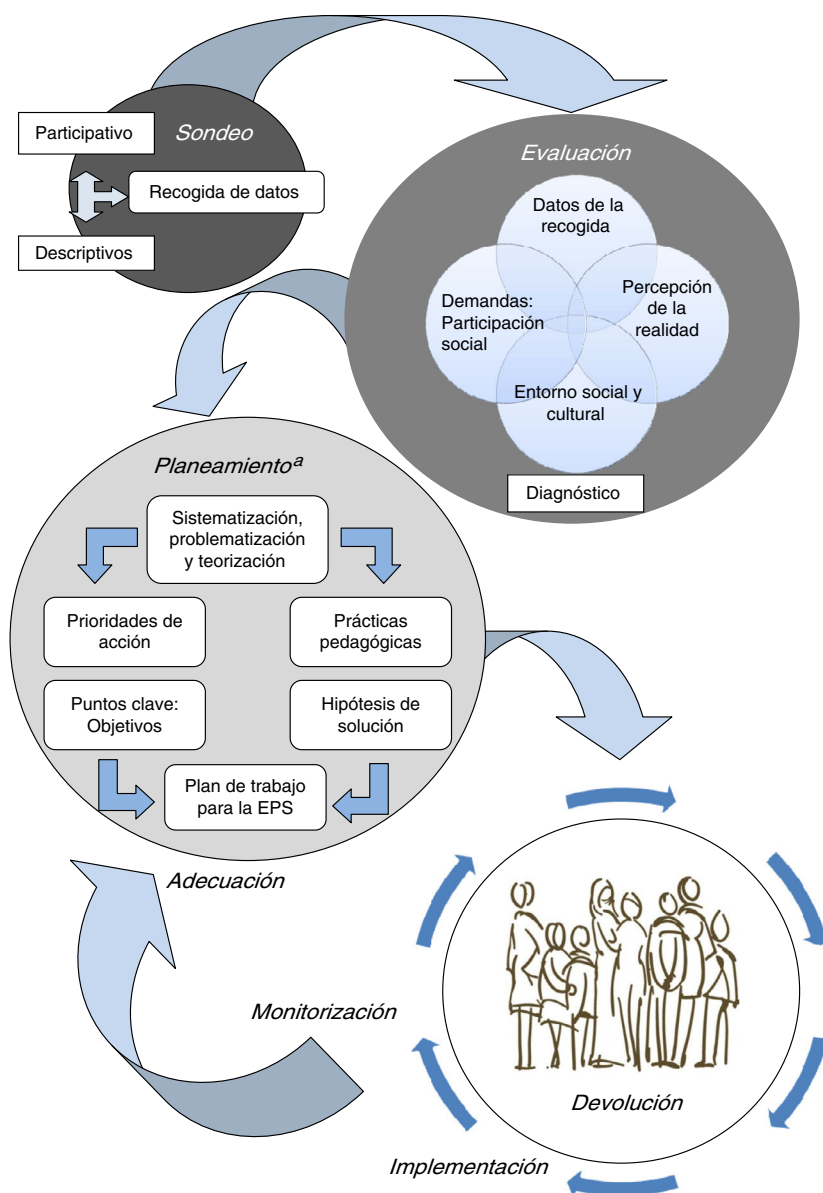 Sondeo
Participativo
Recogida de datos
Descriptivos
Evaluación
Datos de la
recogida
Demandas:
Participación
social
Percepción
de la
realidad
Entorno social y
cultural
Diagnóstico
Planeamientoª
Sistematización,
problematización
y teorización
Prioridades de
acción
Prácticas
pedagógicas
Puntos clave:
Objetivos
Hipótesis de
solución
Plan de trabajo
para la EPS
Adecuación
Monitorización
Devolución
Implementación